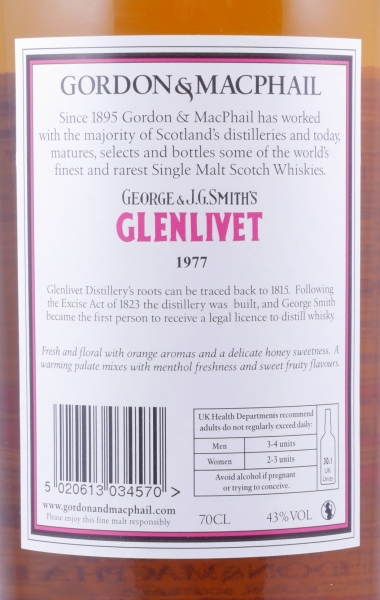 GORDON & MACPHAIL
Since 1895 Gordon & MacPhail has worked
with the majority of Scotland's distilleries and today,
matures, selects and bottles some of the world's
finest and rarest Single Malt Scotch Whiskies.
GEORGE & J.G. SMITH'S
GLENLIVET
1977
Glenlivet Distillery's roots can be traced back to 1815. Following
the Excise Act of 1823 the distillery was built, and George Smith
became the first person to receive a legal licence to distill whisky.
Fresh and floral with orange aromas and a delicate honey sweetness. A
warming palate mixes with menthol freshness and sweet fruity flavours.
5 020613 034570 >
www.gordonandmacphail.com
Please enjoy this fine malt responsibly
UK Health Departments recommend
adults do not regularly exceed daily:
Men 3-4 units
Women 2-3 units
Avoid alcohol if pregnant
or trying to conceive.
30.1
UK
Units
70CL 43% VOL